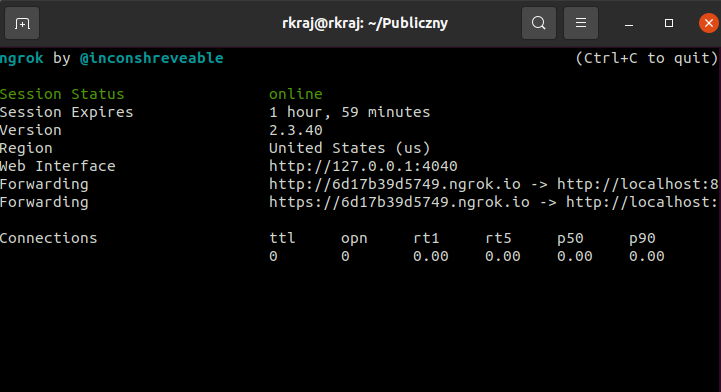 rkraj@rkraj: ~/Publiczny
ngrok by @inconshreveable (Ctrl+C to quit)
Session Status online
Session Expires 1 hour, 59 minutes
Version 2.3.40
Region United States (us)
Web Interface http://127.0.0.1:4040
Forwarding http://6d17b39d5749.ngrok.io -> http://localhost:8
Forwarding https://6d17b39d5749.ngrok.io -> http://localhost:
Connections ttl opn rt1 rt5 p50 p90
0 0 0.00 0.00 0.00 0.00